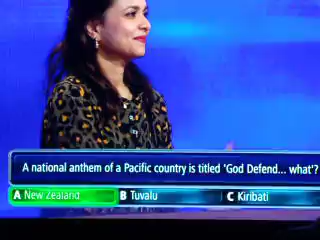 A national anthem of a Pacific country is titled 'God Defend... what'?
A New Zealand B Tuvalu C Kiribati